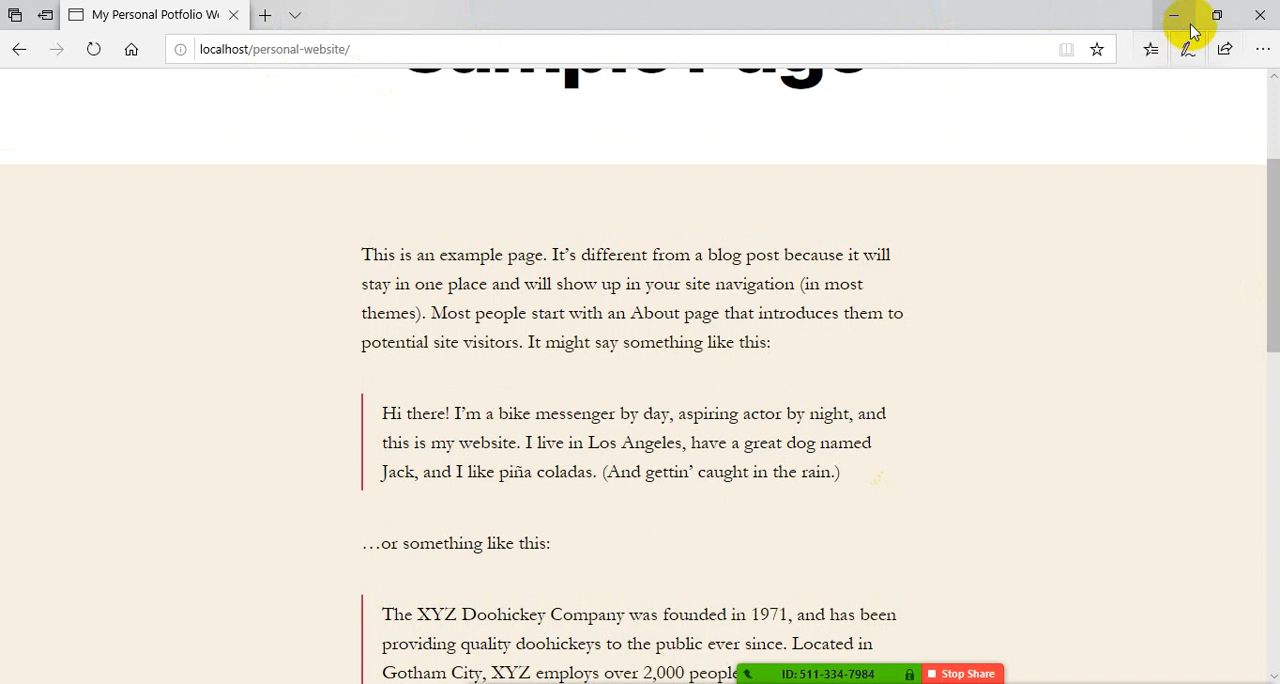 My Personal Potfolio We
localhost/personal-website/
Sample Page
This is an example page. It's different from a blog post because it will
stay in one place and will show up in your site navigation (in most
themes). Most people start with an About page that introduces them to
potential site visitors. It might say something like this:
Hi there! I'm a bike messenger by day, aspiring actor by night, and
this is my website. I live in Los Angeles, have a great dog named
Jack, and I like piña coladas. (And gettin' caught in the rain.)
…or something like this:
The XYZ Doohickey Company was founded in 1971, and has been
providing quality doohickeys to the public ever since. Located in
Gotham City, XYZ employs over 2,000 people
ID: 511-334-7984
Stop Share